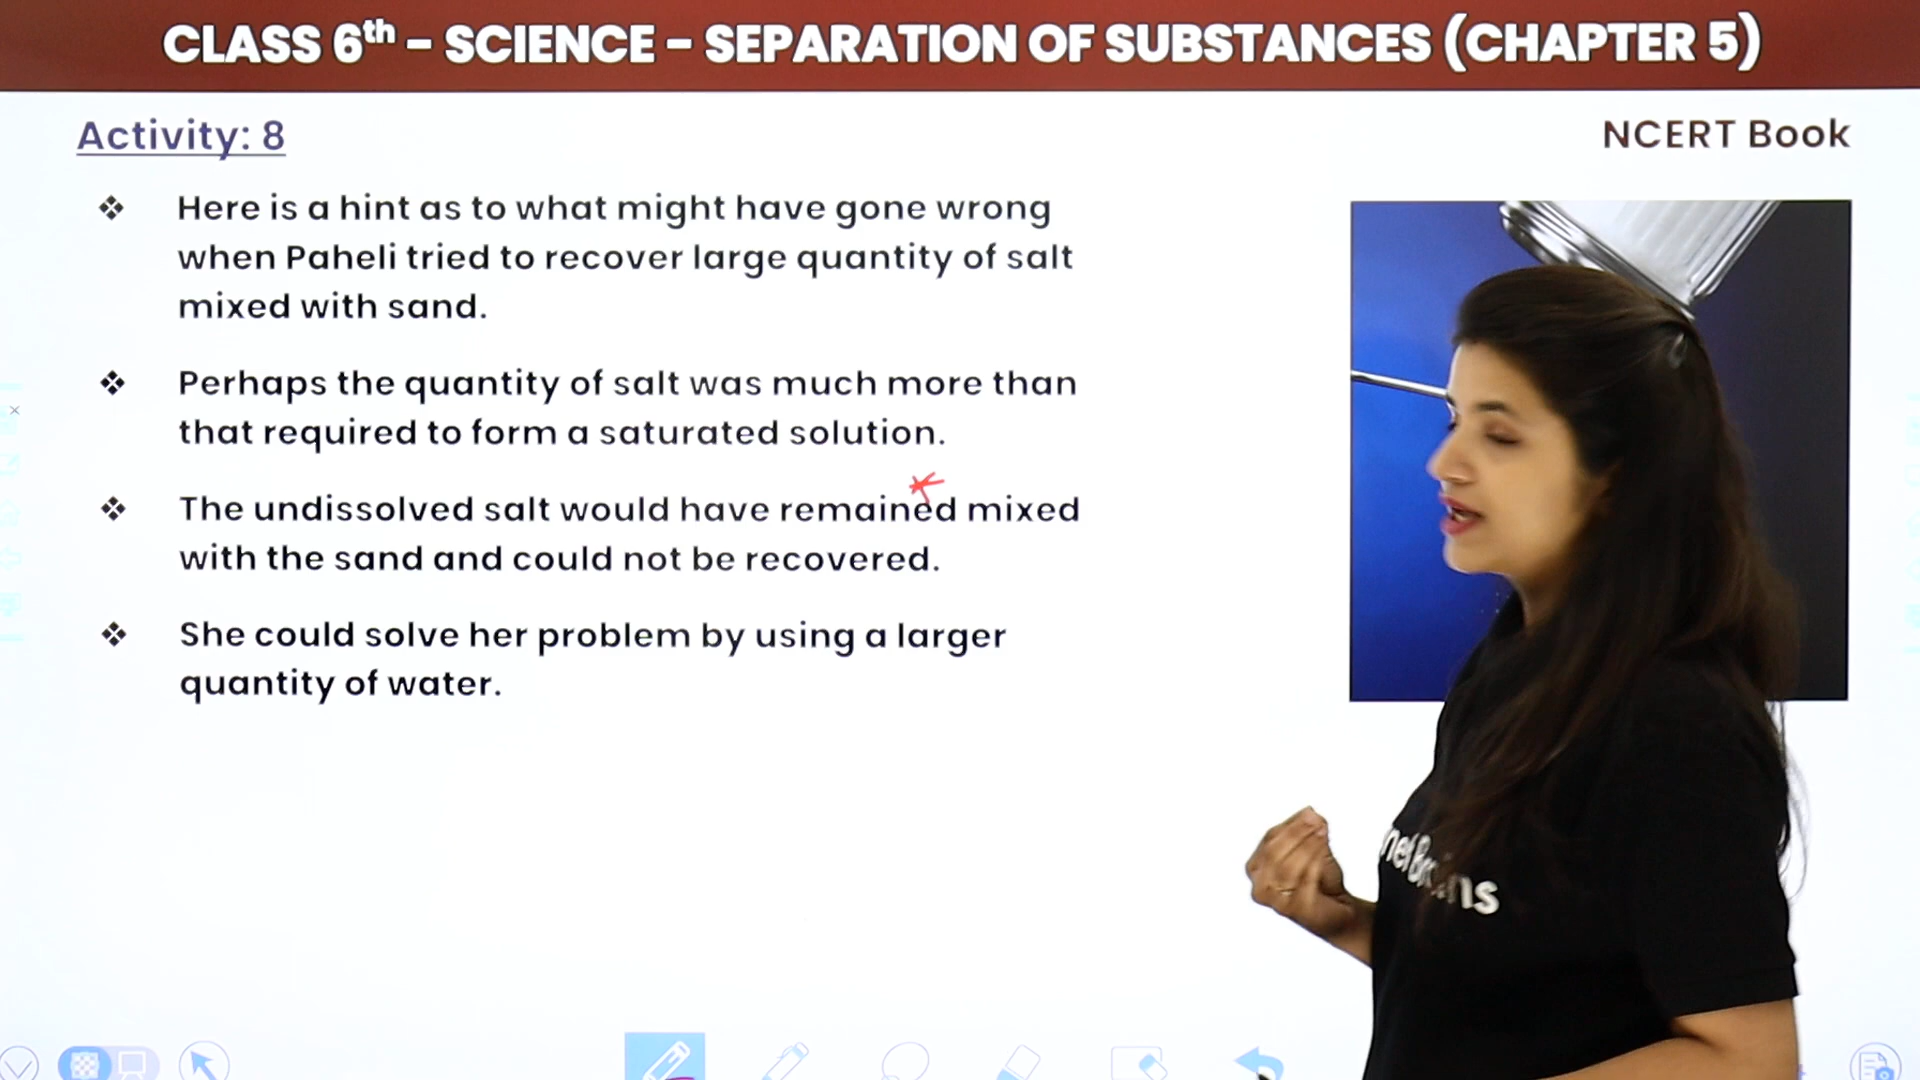 CLASS 6th - SCIENCE - SEPARATION OF SUBSTANCES (CHAPTER 5)
Activity: 8
NCERT Book
❖ Here is a hint as to what might have gone wrong
when Paheli tried to recover large quantity of salt
mixed with sand.
❖ Perhaps the quantity of salt was much more than
that required to form a saturated solution.
❖ The undissolved salt would have remained mixed
with the sand and could not be recovered.
❖ She could solve her problem by using a larger
quantity of water.